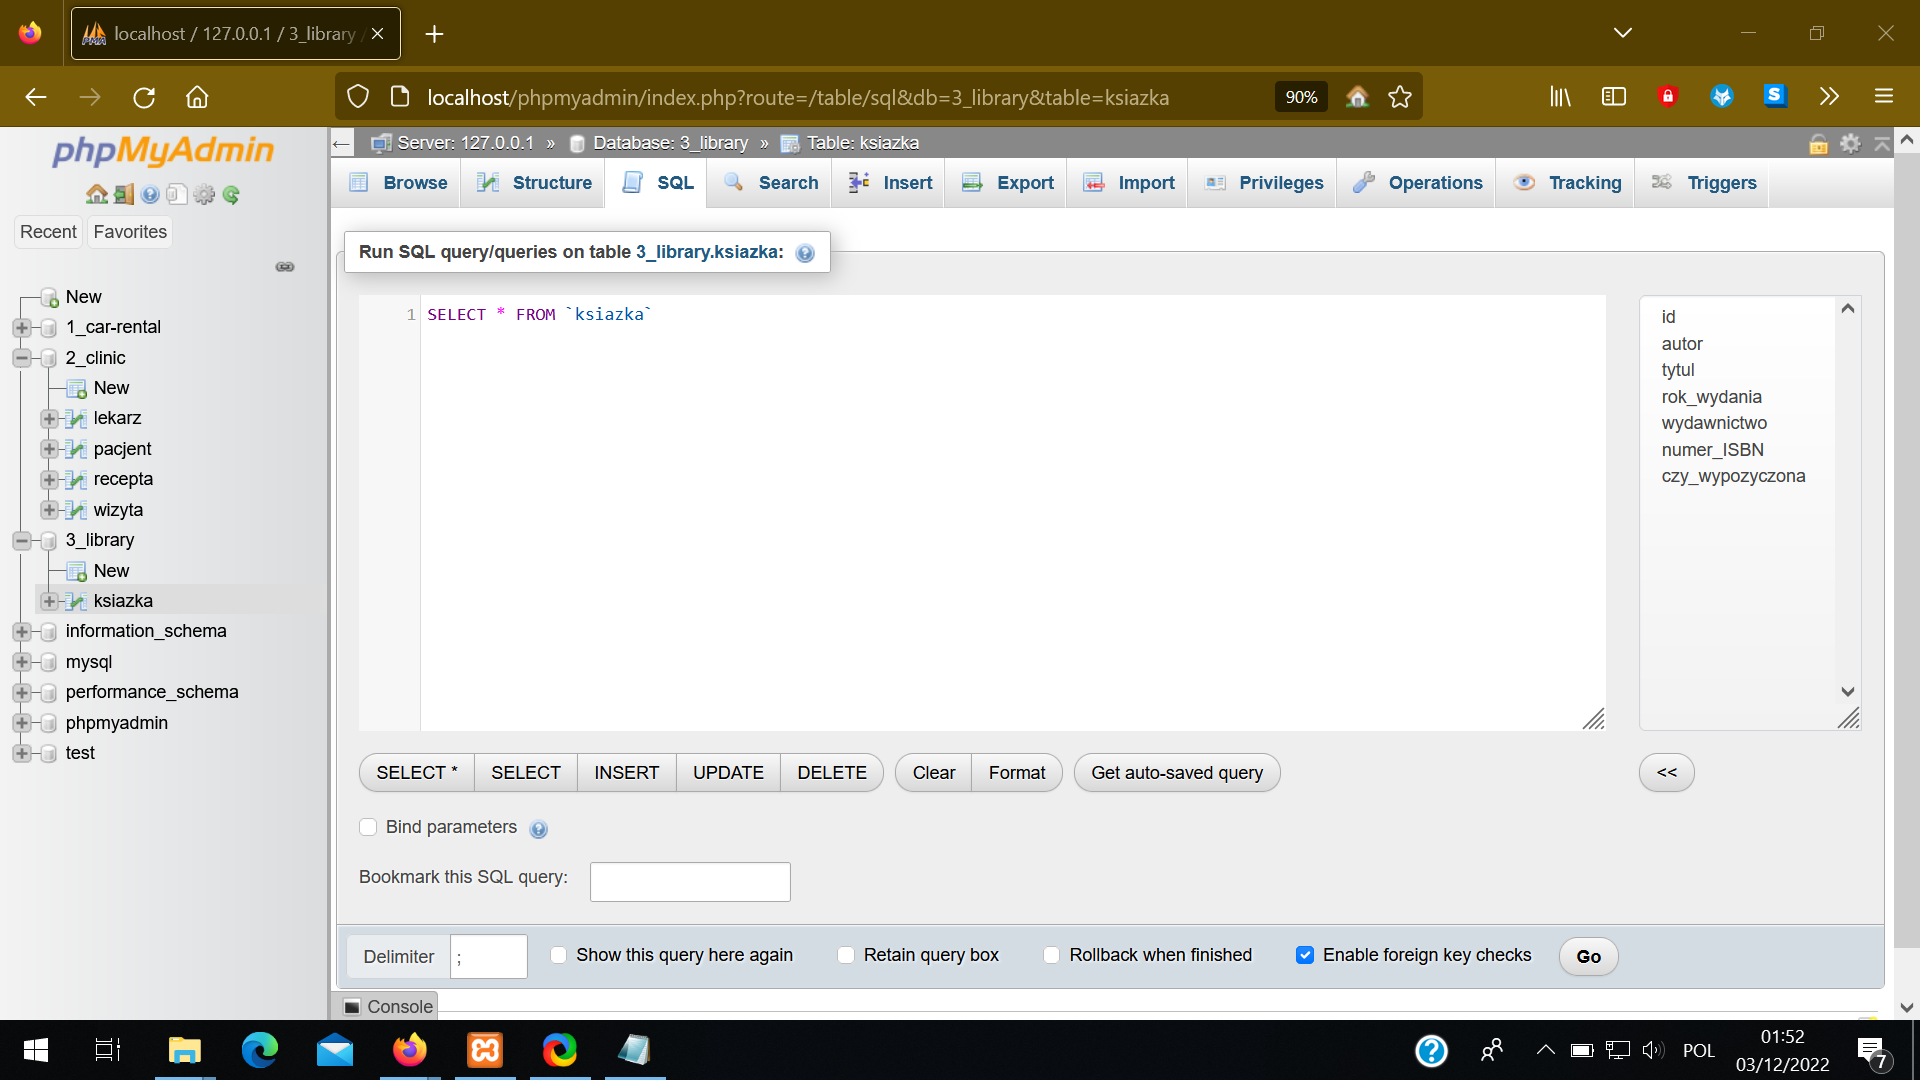 localhost / 127.0.0.1 / 3_library
localhost/phpmyadmin/index.php?route=/table/sql&db=3_library&table=ksiazka
90%
phpMyAdmin
Recent
Favorites
New
1_car-rental
2_clinic
New
lekarz
pacjent
recepta
wizyta
3_library
New
ksiazka
information_schema
mysql
performance_schema
phpmyadmin
test
Server: 127.0.0.1 » Database: 3_library » Table: ksiazka
Browse
Structure
SQL
Search
Insert
Export
Import
Privileges
Operations
Tracking
Triggers
Run SQL query/queries on table 3_library.ksiazka:
1 SELECT * FROM `ksiazka`
id
autor
tytul
rok_wydania
wydawnictwo
numer_ISBN
czy_wypozyczona
SELECT *
SELECT
INSERT
UPDATE
DELETE
Clear
Format
Get auto-saved query
<<
Bind parameters
Bookmark this SQL query:
Delimiter ;
Show this query here again
Retain query box
Rollback when finished
Enable foreign key checks
Go
Console
POL
01:52
03/12/2022
7